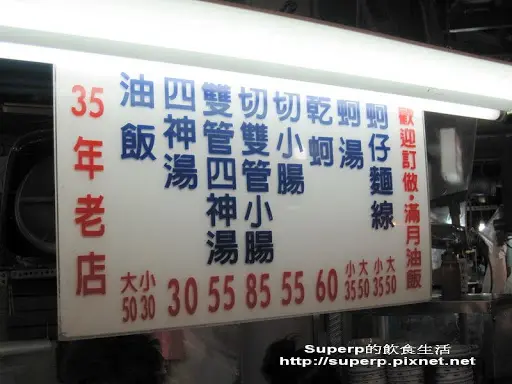 歡迎訂做·滿月油飯
蚵仔麵線 大50 小35
蚵湯 大50 小35
乾蚵 60
切小腸 55
切雙管小腸 85
雙管四神湯 55
四神湯 30
油飯 小30 大50
35年老店
Superp的飲食生活
http://superp.pixnet.net